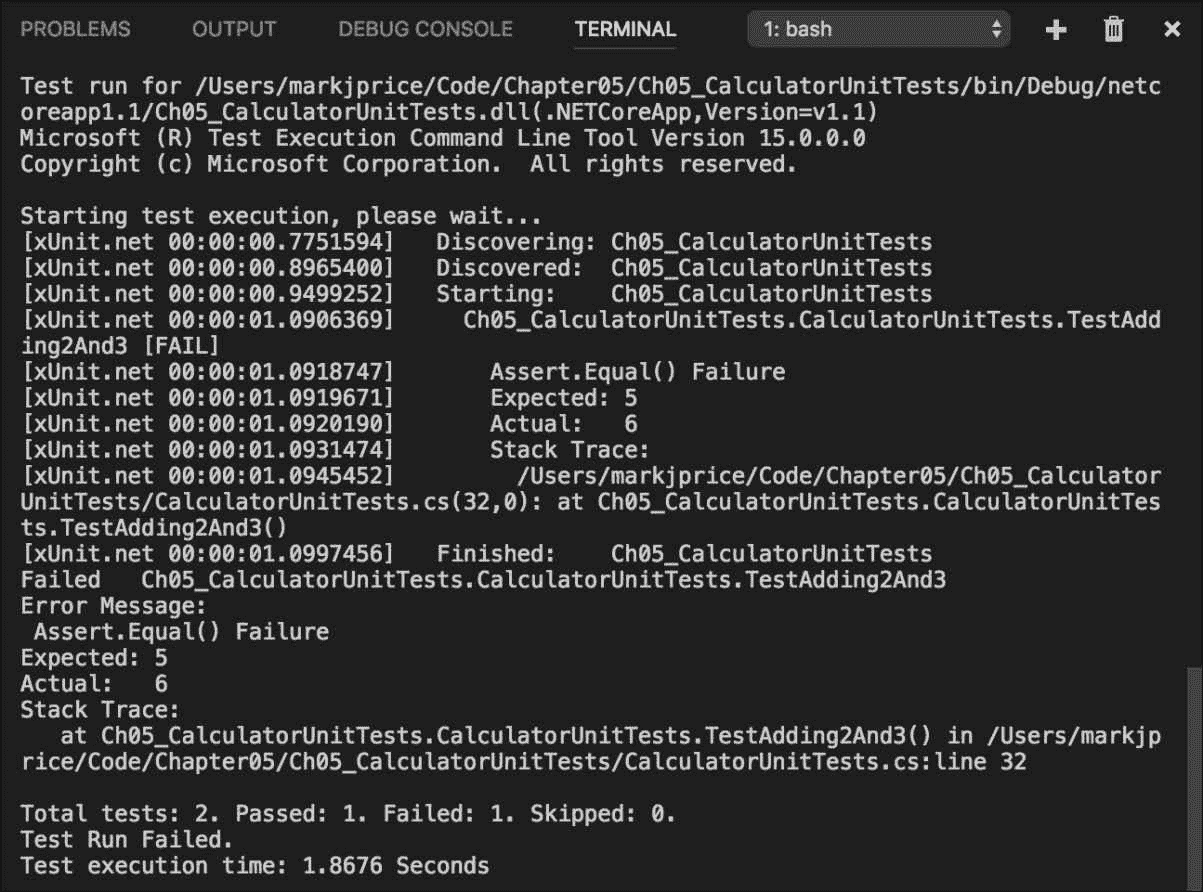 PROBLEMS OUTPUT DEBUG CONSOLE TERMINAL 1: bash
Test run for /Users/markjprice/Code/Chapter05/Ch05_CalculatorUnitTests/bin/Debug/netc
oreapp1.1/Ch05_CalculatorUnitTests.dll(.NETCoreApp,Version=v1.1)
Microsoft (R) Test Execution Command Line Tool Version 15.0.0.0
Copyright (c) Microsoft Corporation.  All rights reserved.

Starting test execution, please wait...
[xUnit.net 00:00:00.7751594]   Discovering: Ch05_CalculatorUnitTests
[xUnit.net 00:00:00.8965400]   Discovered:  Ch05_CalculatorUnitTests
[xUnit.net 00:00:00.9499252]   Starting:    Ch05_CalculatorUnitTests
[xUnit.net 00:00:01.0906369]     Ch05_CalculatorUnitTests.CalculatorUnitTests.TestAdd
ing2And3 [FAIL]
[xUnit.net 00:00:01.0918747]       Assert.Equal() Failure
[xUnit.net 00:00:01.0919671]       Expected: 5
[xUnit.net 00:00:01.0920190]       Actual:   6
[xUnit.net 00:00:01.0931474]       Stack Trace:
[xUnit.net 00:00:01.0945452]         /Users/markjprice/Code/Chapter05/Ch05_Calculator
UnitTests/CalculatorUnitTests.cs(32,0): at Ch05_CalculatorUnitTests.CalculatorUnitTes
ts.TestAdding2And3()
[xUnit.net 00:00:01.0997456]   Finished:    Ch05_CalculatorUnitTests
Failed   Ch05_CalculatorUnitTests.CalculatorUnitTests.TestAdding2And3
Error Message:
 Assert.Equal() Failure
Expected: 5
Actual:   6
Stack Trace:
   at Ch05_CalculatorUnitTests.CalculatorUnitTests.TestAdding2And3() in /Users/markjp
rice/Code/Chapter05/Ch05_CalculatorUnitTests/CalculatorUnitTests.cs:line 32

Total tests: 2. Passed: 1. Failed: 1. Skipped: 0.
Test Run Failed.
Test execution time: 1.8676 Seconds